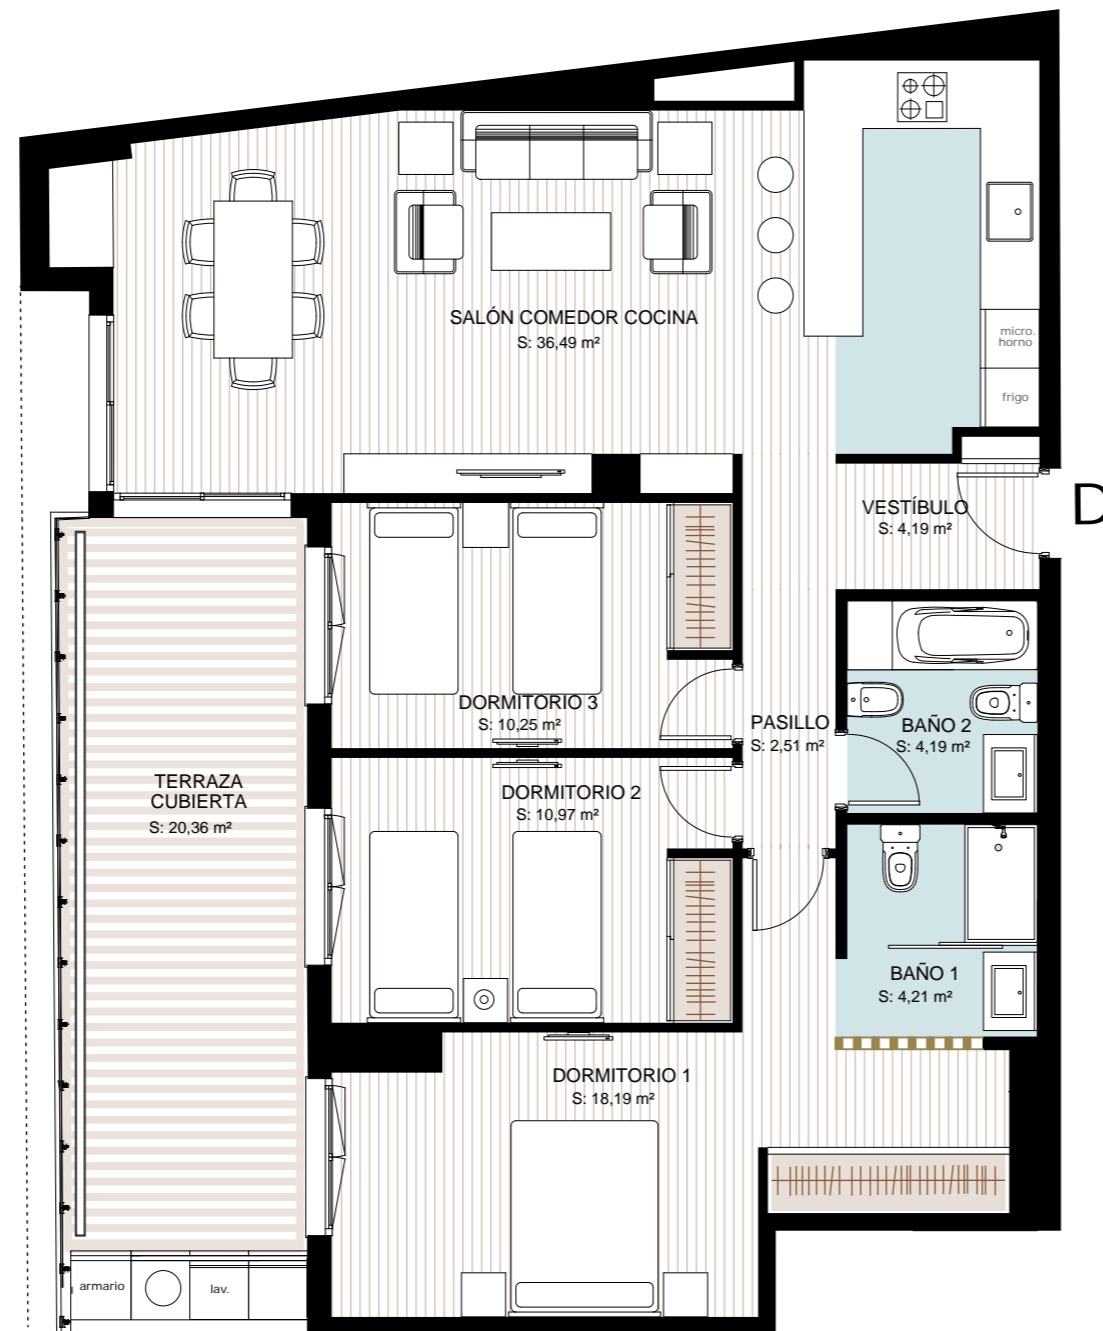 SALÓN COMEDOR COCINA
S: 36,49 m²
micro.
horno
frigo
VESTÍBULO
S: 4,19 m²
D
DORMITORIO 3
S: 10,25 m²
PASILLO
S: 2,51 m²
BAÑO 2
S: 4,19 m²
TERRAZA
CUBIERTA
S: 20,36 m²
DORMITORIO 2
S: 10,97 m²
BAÑO 1
S: 4,21 m²
DORMITORIO 1
S: 18,19 m²
armario
lav.